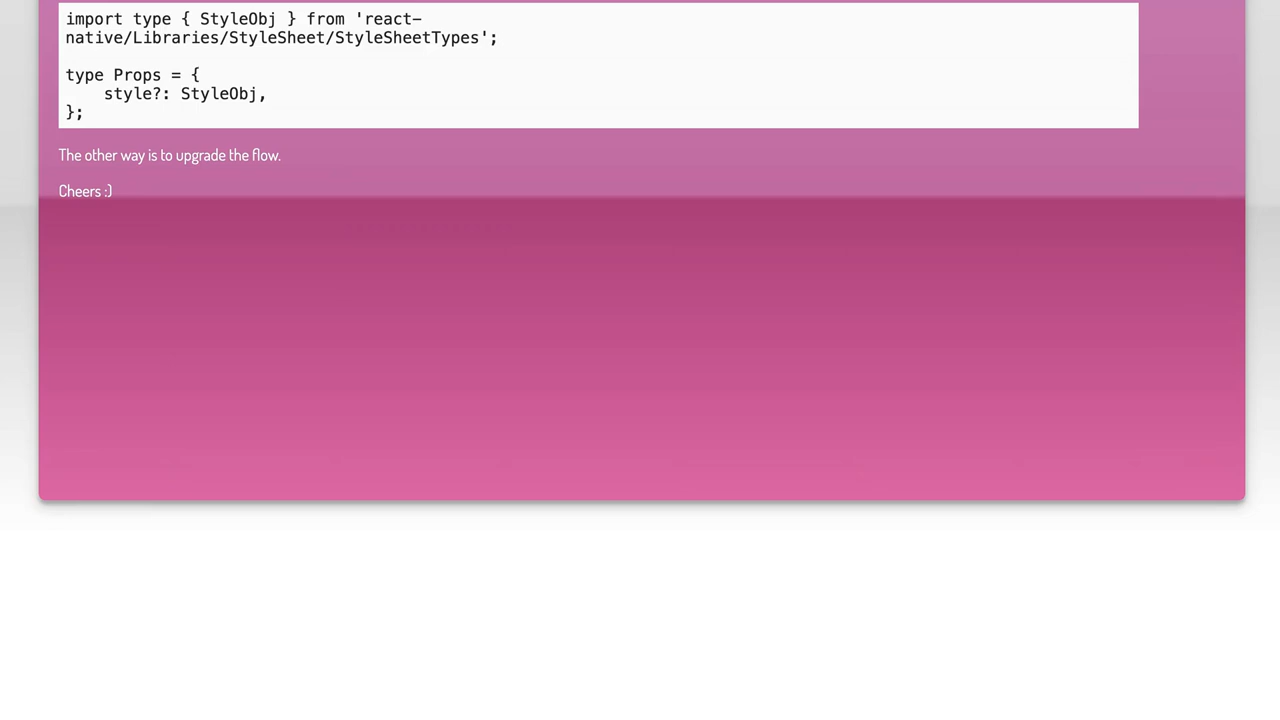 import type { StyleObj } from 'react-
native/Libraries/StyleSheet/StyleSheetTypes';
type Props = {
    style?: StyleObj,
};
The other way is to upgrade the flow.
Cheers :)